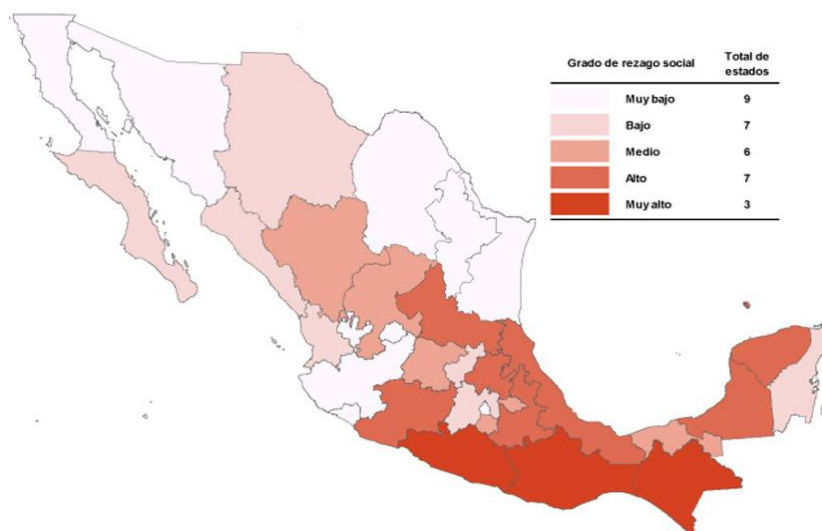 Grado de rezago social Total de
estados
Muy bajo 9
Bajo 7
Medio 6
Alto 7
Muy alto 3